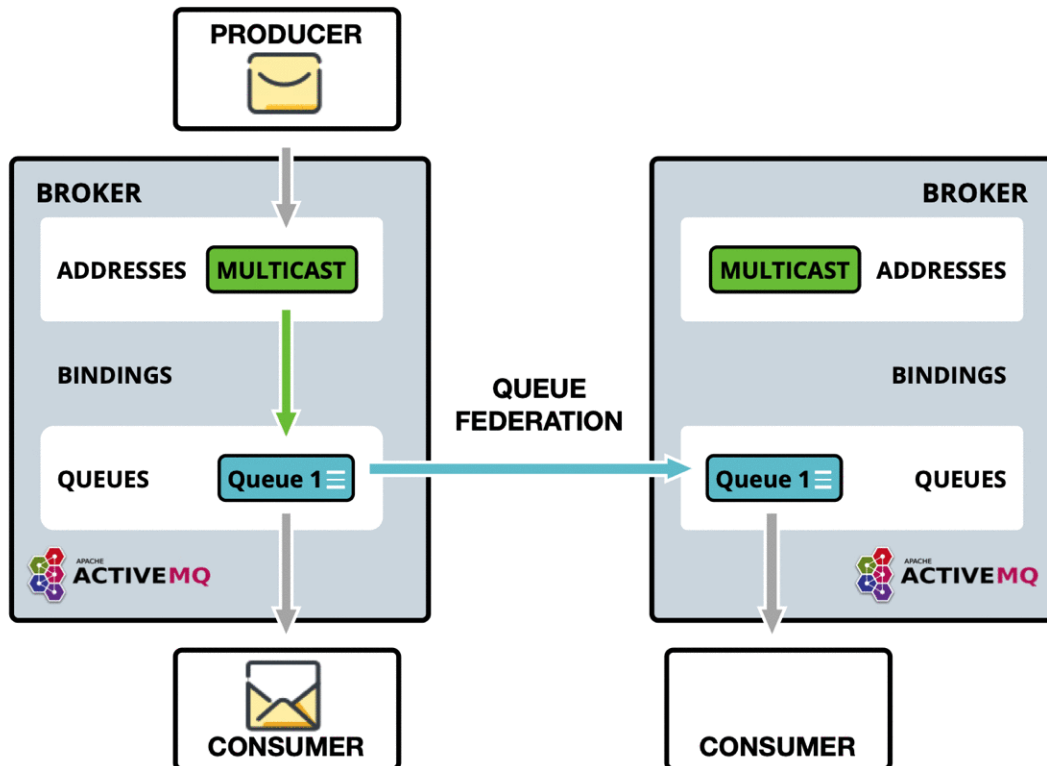 PRODUCER
BROKER
ADDRESSES
MULTICAST
BINDINGS
QUEUES
Queue 1
APACHE
ACTIVEMQ
CONSUMER
QUEUE
FEDERATION
BROKER
MULTICAST
ADDRESSES
BINDINGS
Queue 1
QUEUES
APACHE
ACTIVEMQ
CONSUMER